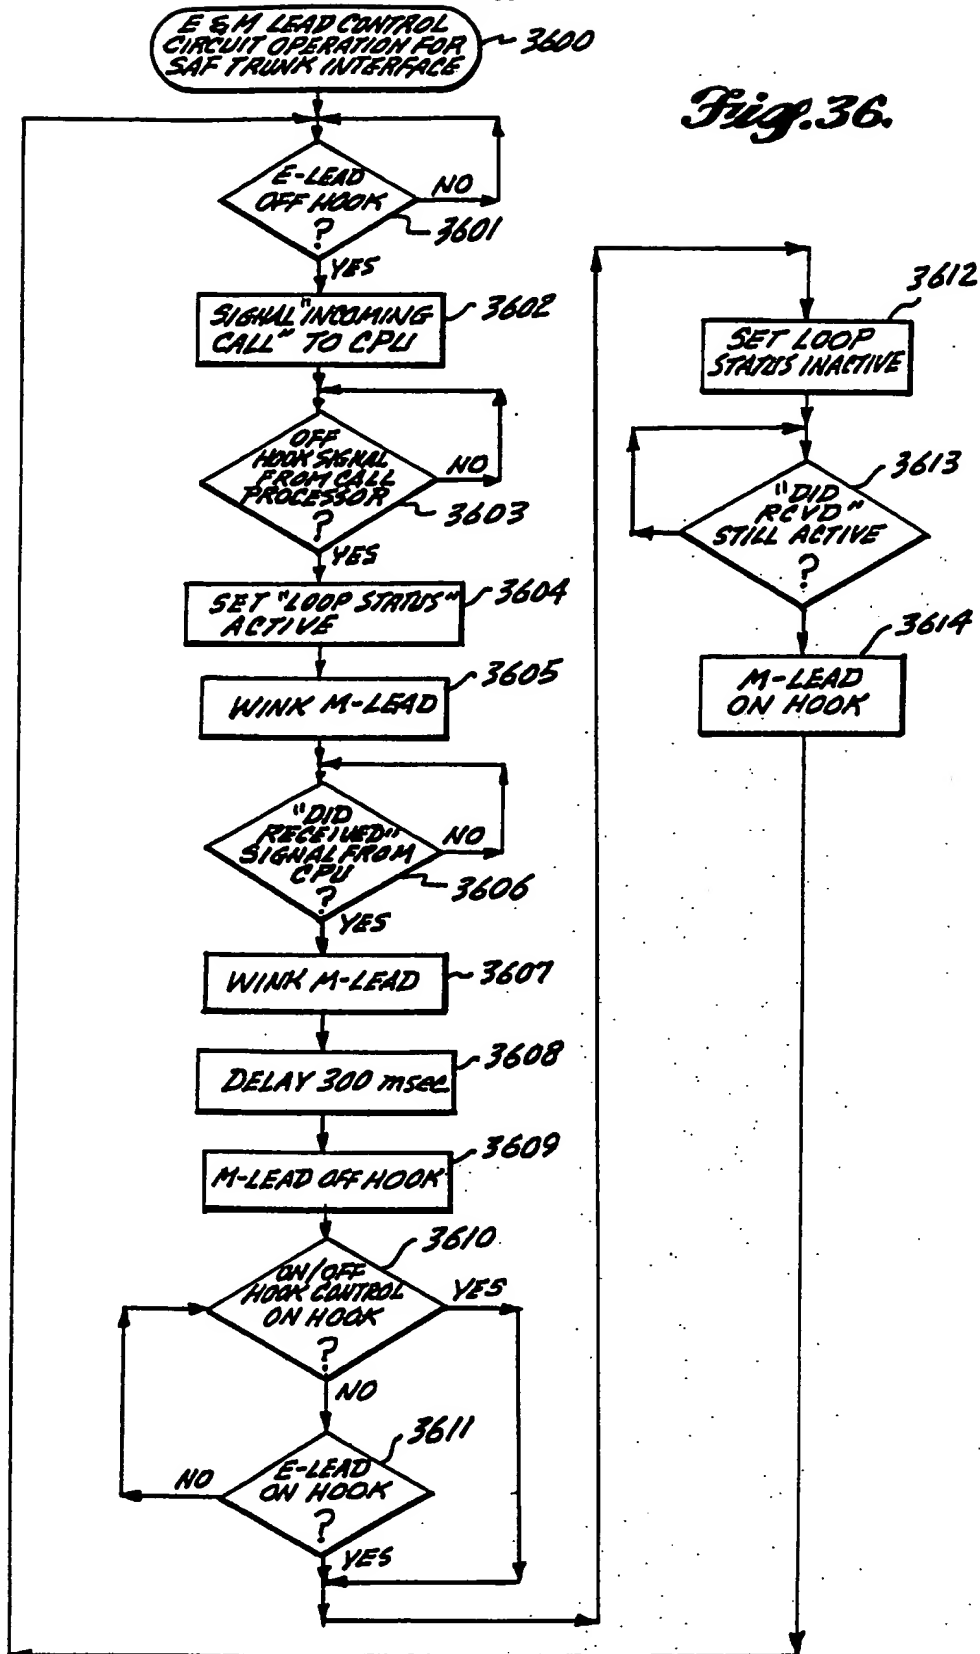 E & M LEAD CONTROL
CIRCUIT OPERATION FOR
SAF TRUNK INTERFACE
3600
Fig. 36.
E-LEAD
OFF HOOK
?
NO
3601
YES
SIGNAL "INCOMING
CALL" TO CPU
3602
OFF
HOOK SIGNAL
FROM CALL
PROCESSOR
?
NO
3603
YES
SET "LOOP STATUS"
ACTIVE
3604
WINK M-LEAD
3605
"DID
RECEIVED"
SIGNAL FROM
CPU
?
NO
3606
YES
WINK M-LEAD
3607
DELAY 300 msec
3608
M-LEAD OFF HOOK
3609
ON/OFF
HOOK CONTROL
ON HOOK
?
3610
YES
NO
E-LEAD
ON HOOK
?
3611
NO
YES
SET LOOP
STATUS INACTIVE
3612
"DID
RCVD"
STILL ACTIVE
?
3613
M-LEAD
ON HOOK
3614